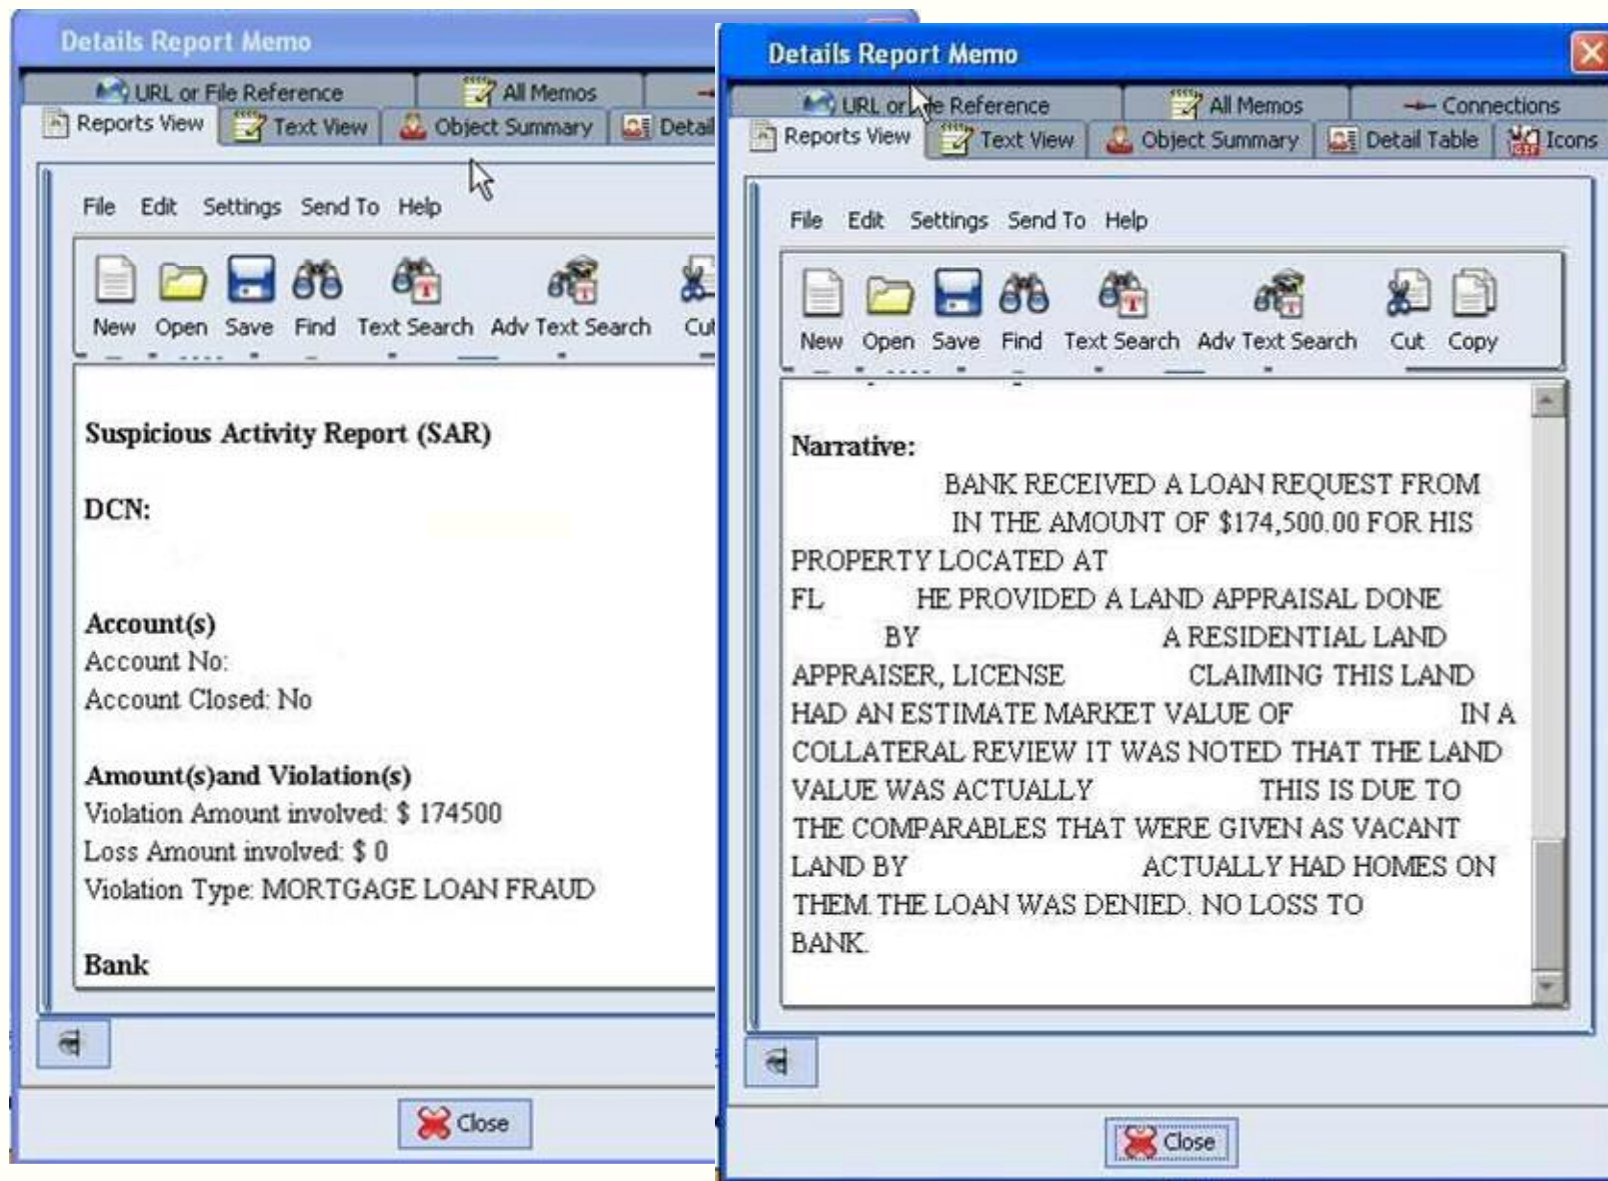 Details Report Memo
URL or File Reference All Memos
Reports View Text View Object Summary Detail
File Edit Settings Send To Help
New Open Save Find Text Search Adv Text Search Cut
Suspicious Activity Report (SAR)
DCN:
Account(s)
Account No:
Account Closed: No
Amount(s)and Violation(s)
Violation Amount involved: $ 174500
Loss Amount involved: $ 0
Violation Type: MORTGAGE LOAN FRAUD
Bank
Close
Details Report Memo
URL or File Reference All Memos Connections
Reports View Text View Object Summary Detail Table Icons
File Edit Settings Send To Help
New Open Save Find Text Search Adv Text Search Cut Copy
Narrative:
BANK RECEIVED A LOAN REQUEST FROM
IN THE AMOUNT OF $174,500.00 FOR HIS
PROPERTY LOCATED AT
FL HE PROVIDED A LAND APPRAISAL DONE
BY A RESIDENTIAL LAND
APPRAISER, LICENSE CLAIMING THIS LAND
HAD AN ESTIMATE MARKET VALUE OF IN A
COLLATERAL REVIEW IT WAS NOTED THAT THE LAND
VALUE WAS ACTUALLY THIS IS DUE TO
THE COMPARABLES THAT WERE GIVEN AS VACANT
LAND BY ACTUALLY HAD HOMES ON
THEM.THE LOAN WAS DENIED. NO LOSS TO
BANK.
Close